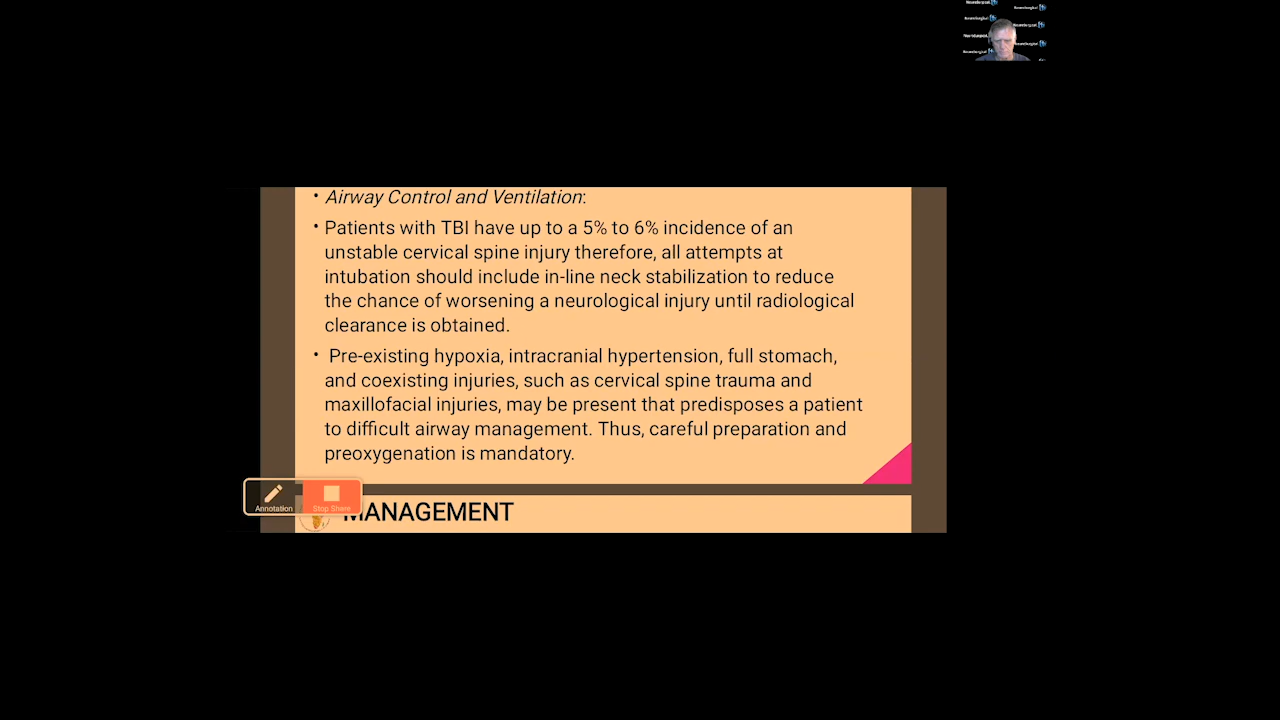 • Airway Control and Ventilation:
• Patients with TBI have up to a 5% to 6% incidence of an
unstable cervical spine injury therefore, all attempts at
intubation should include in-line neck stabilization to reduce
the chance of worsening a neurological injury until radiological
clearance is obtained.
• Pre-existing hypoxia, intracranial hypertension, full stomach,
and coexisting injuries, such as cervical spine trauma and
maxillofacial injuries, may be present that predisposes a patient
to difficult airway management. Thus, careful preparation and
preoxygenation is mandatory.
Annotation
Stop Share
MANAGEMENT